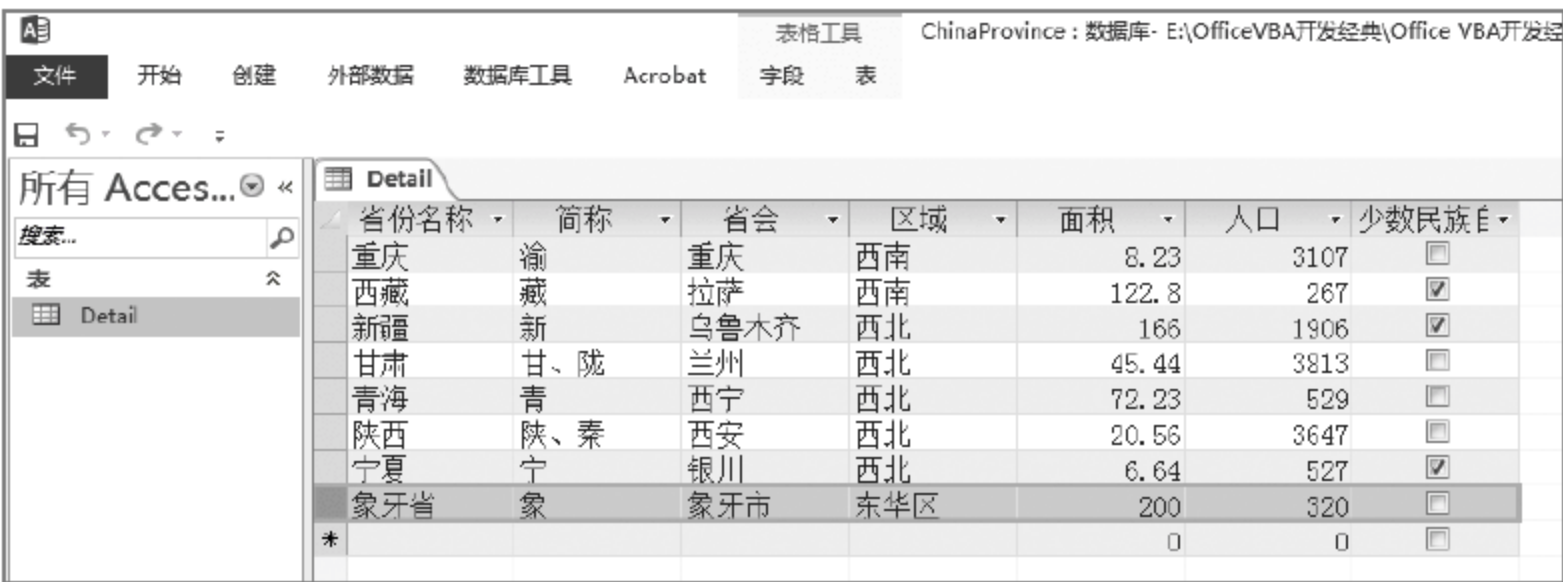 表格工具 ChinaProvince : 数据库- E:\OfficeVBA开发经典\Office VBA开发经
文件 开始 创建 外部数据 数据库工具 Acrobat 字段 表
所有 Acces... «
搜索...
表
Detail
Detail
省份名称 简称 省会 区域 面积 人口 少数民族自
重庆 渝 重庆 西南 8.23 3107
西藏 藏 拉萨 西南 122.8 267
新疆 新 乌鲁木齐 西北 166 1906
甘肃 甘、陇 兰州 西北 45.44 3813
青海 青 西宁 西北 72.23 529
陕西 陕、秦 西安 西北 20.56 3647
宁夏 宁 银川 西北 6.64 527
象牙省 象 象牙市 东华区 200 320
* 0 0